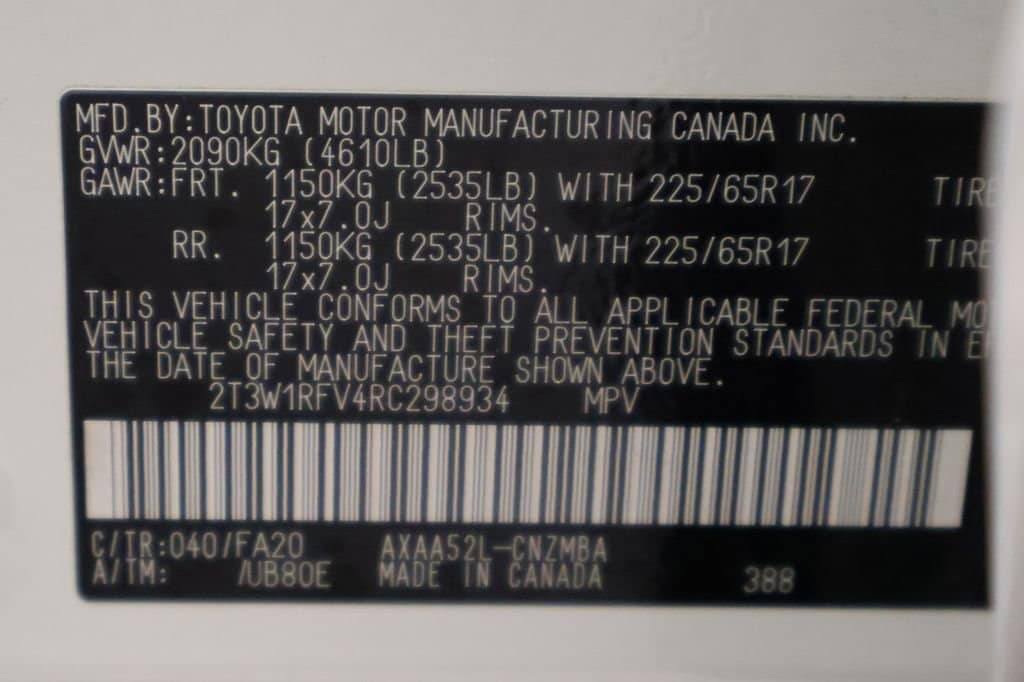 MFD.BY:TOYOTA MOTOR MANUFACTURING CANADA INC.
GVWR:2090KG (4610LB)
GAWR:FRT. 1150KG (2535LB) WITH 225/65R17 TIRE
17x7.0J RIMS.
RR. 1150KG (2535LB) WITH 225/65R17 TIRE
17x7.0J RIMS.
THIS VEHICLE CONFORMS TO ALL APPLICABLE FEDERAL MO
VEHICLE SAFETY AND THEFT PREVENTION STANDARDS IN E
THE DATE OF MANUFACTURE SHOWN ABOVE.
2T3W1RFV4RC298934 MPV
C/TR:040/FA20 AXAA52L-CNZMBA
A/TM: /UB80E MADE IN CANADA 388